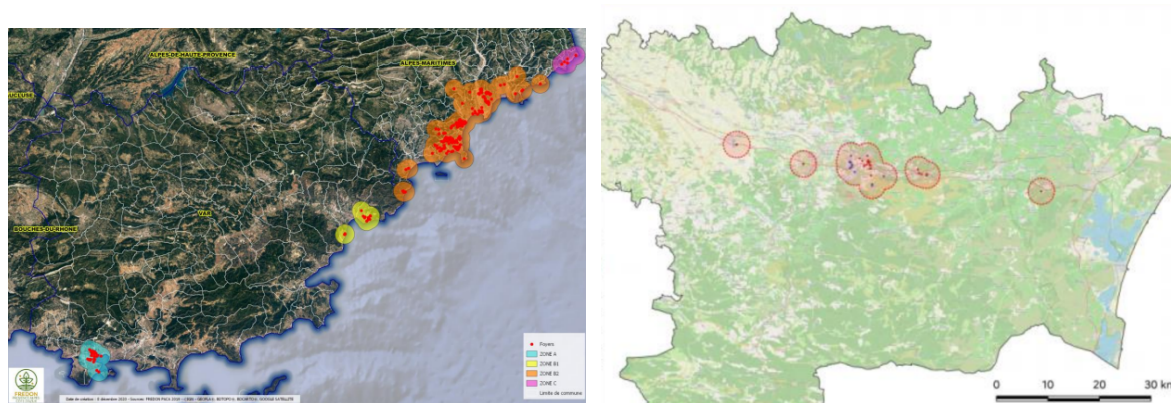 ALPES-DE-HAUTE-PROVENCE
ALPES-MARITIMES
VAUCLUSE
VAR
BOUCHES-DU-RHÔNE
Foyers
ZONE A
ZONE B1
ZONE B2
ZONE C
Limite de commune
FREDON
0 10 20 30 km